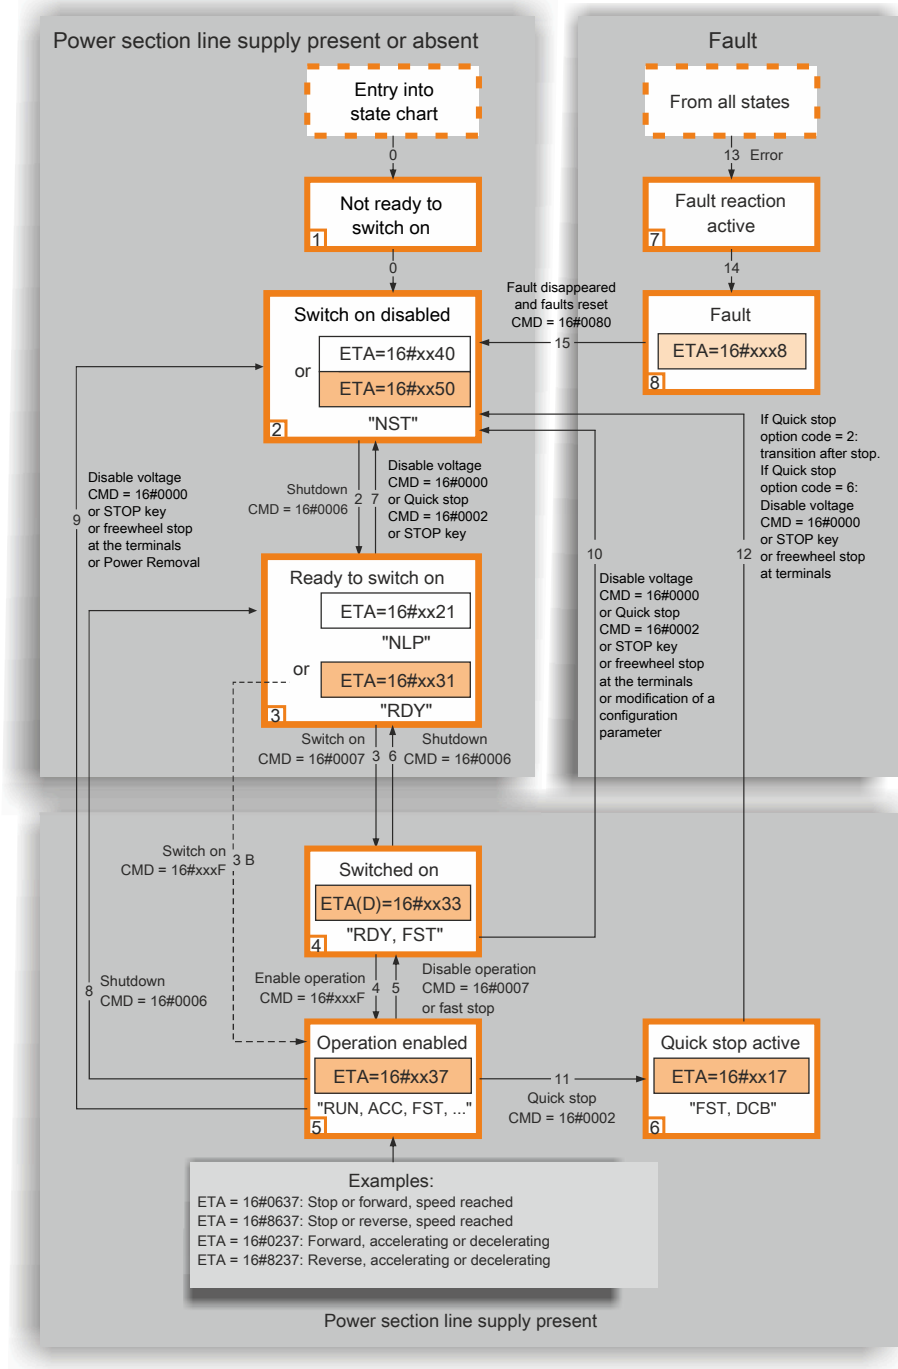 Power section line supply present or absent
Entry into
state chart
0
Not ready to
switch on
1
0
Switch on disabled
ETA=16#xx40
or
ETA=16#xx50
"NST"
2
Fault
From all states
13 Error
Fault reaction
active
7
14
Fault
ETA=16#xxx8
8
Fault disappeared
and faults reset
CMD = 16#0080
15
9
Disable voltage
CMD = 16#0000
or STOP key
or freewheel stop
at the terminals
or Power Removal
Shutdown
CMD = 16#0006
2
7
Disable voltage
CMD = 16#0000
or Quick stop
CMD = 16#0002
or STOP key
10
Disable voltage
CMD = 16#0000
or Quick stop
CMD = 16#0002
or STOP key
or freewheel stop
at the terminals
or modification of a
configuration
parameter
12
If Quick stop
option code = 2:
transition after stop.
If Quick stop
option code = 6:
Disable voltage
CMD = 16#0000
or STOP key
or freewheel stop
at terminals
Ready to switch on
ETA=16#xx21
"NLP"
or
ETA=16#xx31
"RDY"
3
Switch on
CMD = 16#0007
3
6
Shutdown
CMD = 16#0006
Switch on
CMD = 16#xxxF
3 B
Switched on
ETA(D)=16#xx33
"RDY, FST"
4
8
Shutdown
CMD = 16#0006
Enable operation
CMD = 16#xxxF
4
5
Disable operation
CMD = 16#0007
or fast stop
Operation enabled
ETA=16#xx37
"RUN, ACC, FST, ..."
5
11
Quick stop
CMD = 16#0002
Quick stop active
ETA=16#xx17
"FST, DCB"
6
Examples:
ETA = 16#0637: Stop or forward, speed reached
ETA = 16#8637: Stop or reverse, speed reached
ETA = 16#0237: Forward, accelerating or decelerating
ETA = 16#8237: Reverse, accelerating or decelerating
Power section line supply present